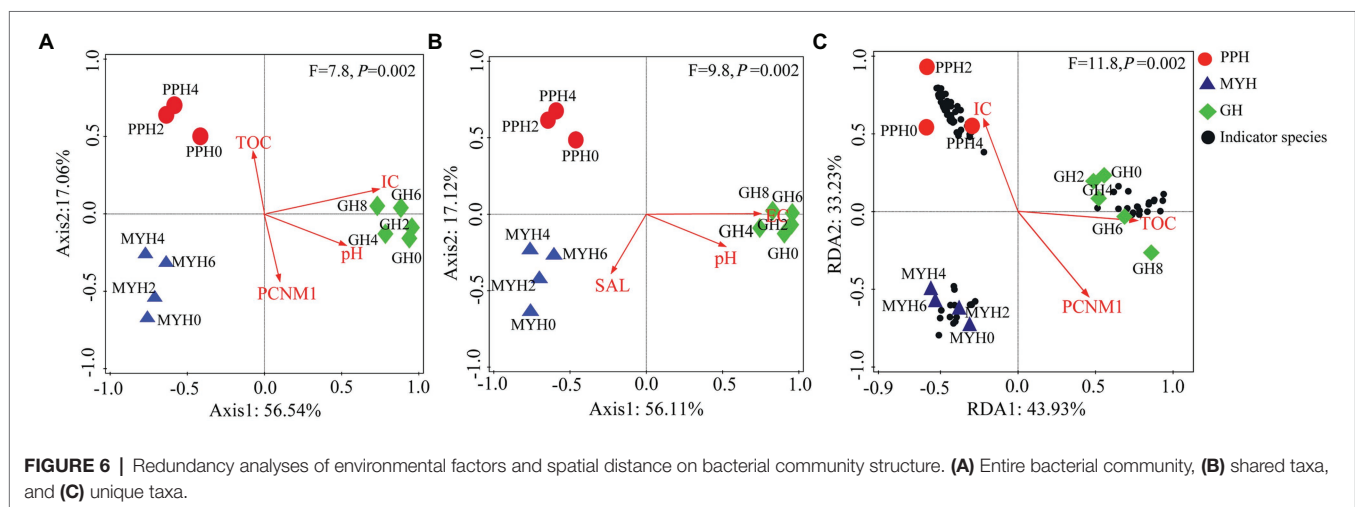 A
F=7.8, P=0.002
1.0
0.5
0.0
-0.5
-1.0
PPH4
PPH2
PPH0
TOC
IC
GH6
GH8
GH2
GH4
GH0
pH
MYH4
MYH6
MYH2
MYH0
PCNM1
-1.0 -0.5 0.0 0.5 1.0
Axis1: 56.54%
Axis2:17.06%
B
F=9.8, P=0.002
1.0
0.5
0.0
-0.5
-1.0
PPH4
PPH2
PPH0
GH8
GH6
GH2
GH4
GH0
pH
MYH4
MYH6
MYH2
MYH0
SAL
-1.0 -0.5 0.0 0.5 1.0
Axis1: 56.11%
Axis2: 17.12%
C
F=11.8, P=0.002
1.0
0.5
0.0
-0.5
-1.0
PPH2
PPH0
PPH4
IC
GH2
GH0
GH4
GH6
TOC
GH8
MYH4
MYH6
MYH2
MYH0
PCNM1
-0.9 -0.5 0.0 0.5 1.0
RDA1: 43.93%
RDA2: 33.23%
PPH
MYH
GH
Indicator species
FIGURE 6 | Redundancy analyses of environmental factors and spatial distance on bacterial community structure. (A) Entire bacterial community, (B) shared taxa,
and (C) unique taxa.